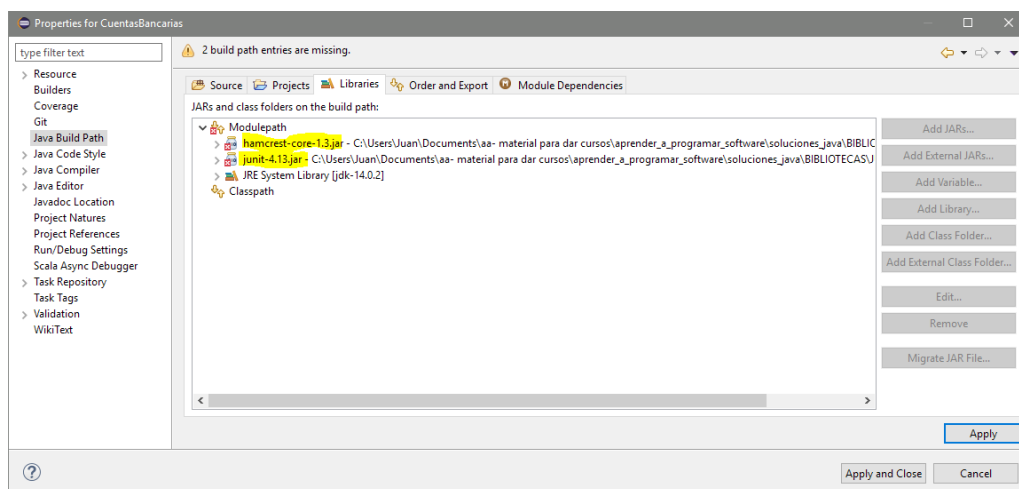 Properties for CuentasBancarias
type filter text
2 build path entries are missing.
Resource
Builders
Coverage
Git
Java Build Path
Java Code Style
Java Compiler
Java Editor
Javadoc Location
Project Natures
Project References
Run/Debug Settings
Scala Async Debugger
Task Repository
Task Tags
Validation
WikiText
Source Projects Libraries Order and Export Module Dependencies
JARs and class folders on the build path:
Modulepath
hamcrest-core-1.3.jar - C:\Users\Juan\Documents\aa- material para dar cursos\aprender_a_programar_software\soluciones_java\BIBLIC
junit-4.13.jar - C:\Users\Juan\Documents\aa- material para dar cursos\aprender_a_programar_software\soluciones_java\BIBLIOTECAS\J
JRE System Library [jdk-14.0.2]
Classpath
Add JARs...
Add External JARs...
Add Variable...
Add Library...
Add Class Folder...
Add External Class Folder...
Edit...
Remove
Migrate JAR File...
Apply
Apply and Close Cancel